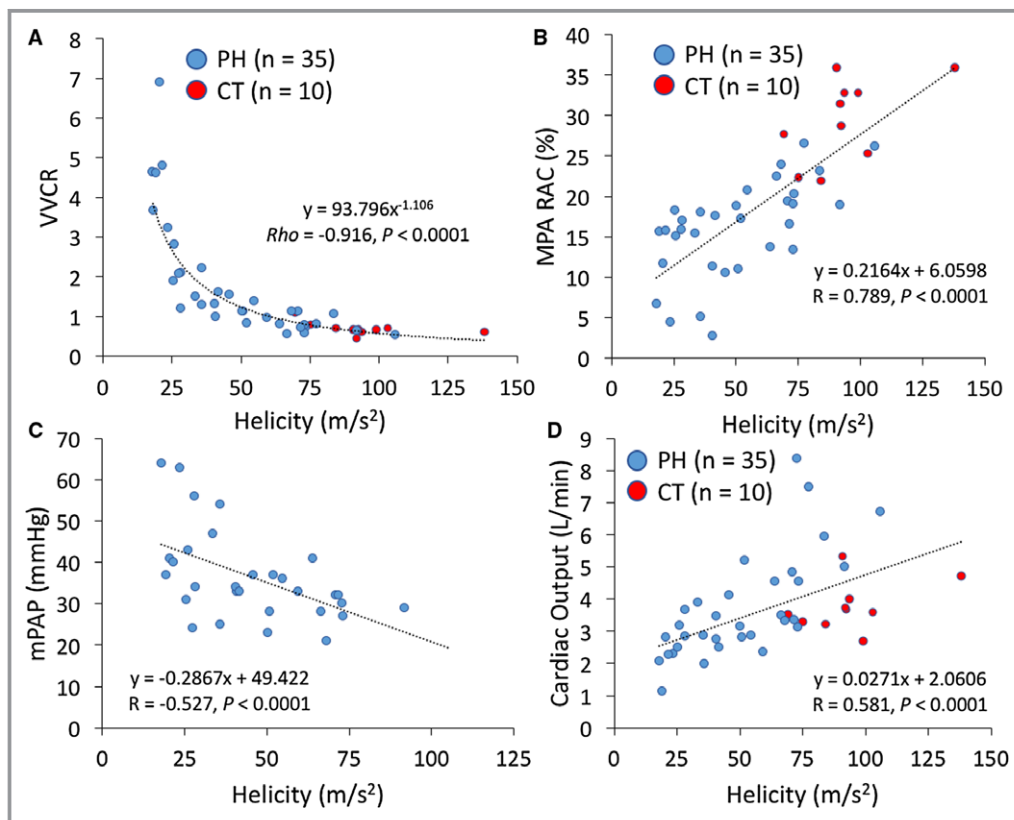 A
PH (n = 35)
CT (n = 10)
VVCR
8
7
6
5
4
3
2
1
0
y = 93.796x^-1.106
Rho = -0.916, P < 0.0001
0 25 50 75 100 125 150
Helicity (m/s²)
B
PH (n = 35)
CT (n = 10)
MPA RAC (%)
40
35
30
25
20
15
10
5
0
y = 0.2164x + 6.0598
R = 0.789, P < 0.0001
0 25 50 75 100 125 150
Helicity (m/s²)
C
mPAP (mmHg)
70
60
50
40
30
20
10
0
y = -0.2867x + 49.422
R = -0.527, P < 0.0001
0 25 50 75 100 125
Helicity (m/s²)
D
PH (n = 35)
CT (n = 10)
Cardiac Output (L/min)
9
8
7
6
5
4
3
2
1
0
y = 0.0271x + 2.0606
R = 0.581, P < 0.0001
0 25 50 75 100 125 150
Helicity (m/s²)